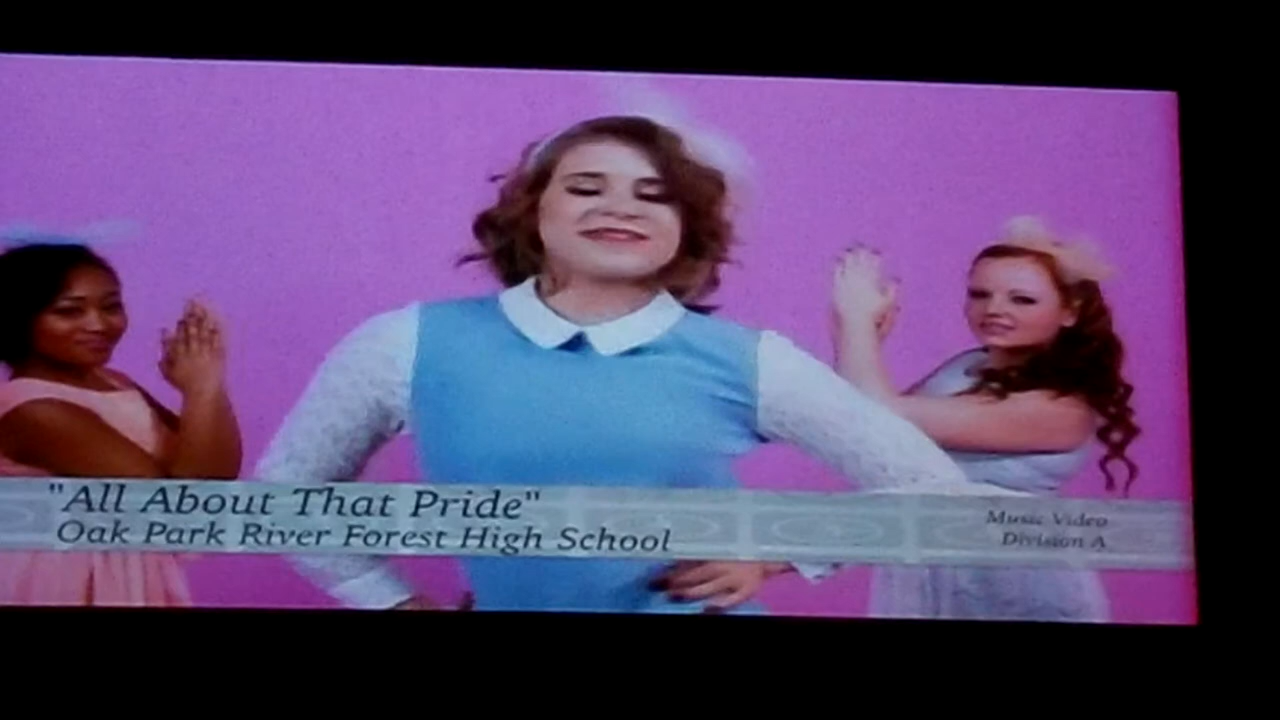 "All About That Pride"
Oak Park River Forest High School
Music Video
Division A